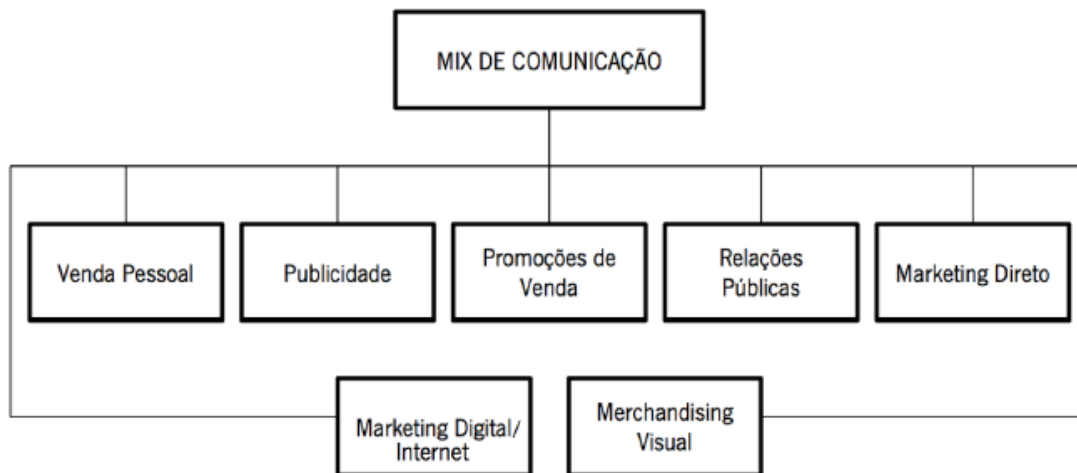 MIX DE COMUNICAÇÃO
Venda Pessoal
Publicidade
Promoções de
Venda
Relações
Públicas
Marketing Direto
Marketing Digital/
Internet
Merchandising
Visual